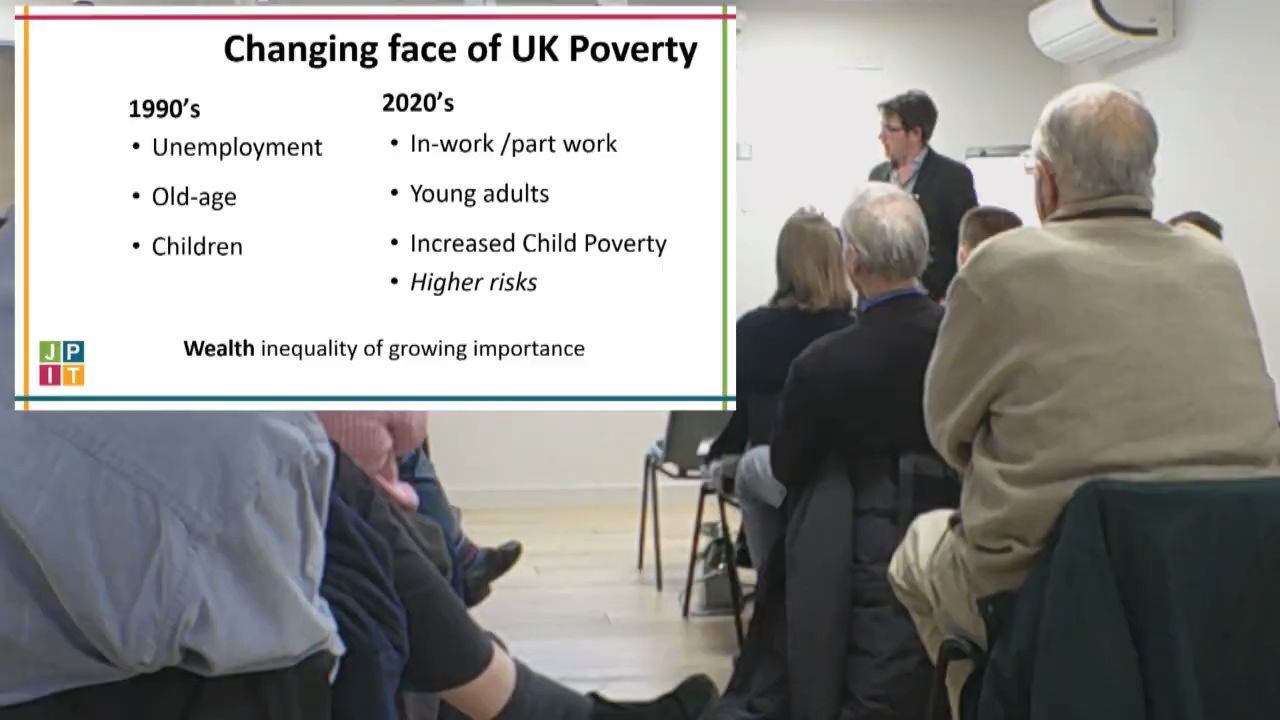 Changing face of UK Poverty
1990's
• Unemployment
• Old-age
• Children
2020's
• In-work /part work
• Young adults
• Increased Child Poverty
• Higher risks
Wealth inequality of growing importance
J P
I T